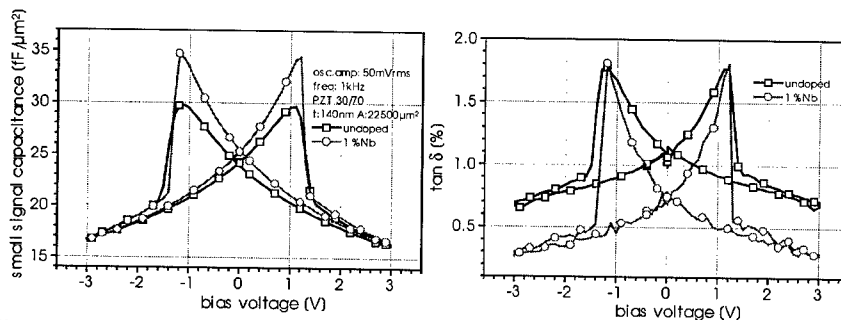 small signal capacitance (fF/µm²)
35
30
25
20
15
osc.amp: 50mVrms
freq: 1kHz
PZT 30/70
t:140nm A:22500µm²
undoped
1%Nb
-3 -2 -1 0 1 2 3
bias voltage (V)
tan δ (%)
2.0
1.5
1.0
0.5
undoped
1%Nb
-3 -2 -1 0 1 2 3
bias voltage (V)